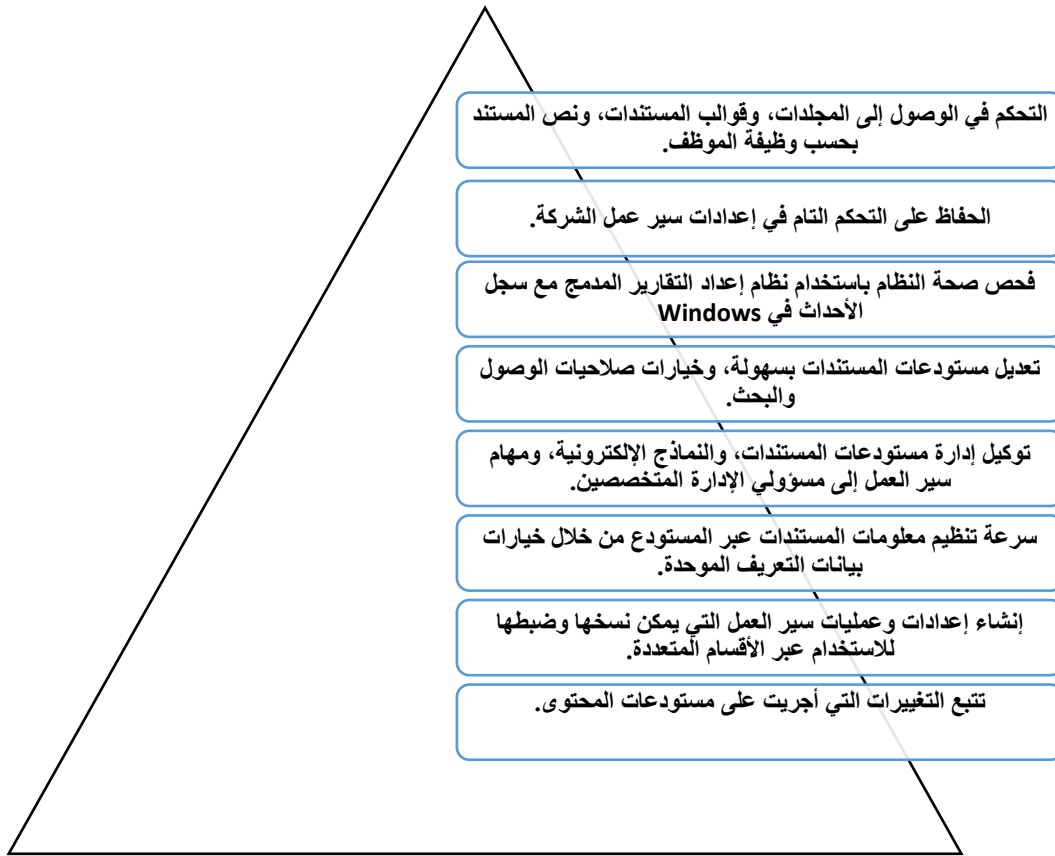 التحكم في الوصول إلى المجلدات، وقوالب المستندات، ونص المستند
بحسب وظيفة الموظف.
الحفاظ على التحكم التام في إعدادات سير عمل الشركة.
فحص صحة النظام باستخدام نظام إعداد التقارير المدمج مع سجل
الأحداث في Windows
تعديل مستودعات المستندات بسهولة، وخيارات صلاحيات الوصول
والبحث.
توكيل إدارة مستودعات المستندات، والنماذج الإلكترونية، ومهام
سير العمل إلى مسؤولي الإدارة المتخصصين.
سرعة تنظيم معلومات المستندات عبر المستودع من خلال خيارات
بيانات التعريف الموحدة.
إنشاء إعدادات وعمليات سير العمل التي يمكن نسخها وضبطها
للاستخدام عبر الأقسام المتعددة.
تتبع التغييرات التي أجريت على مستودعات المحتوى.